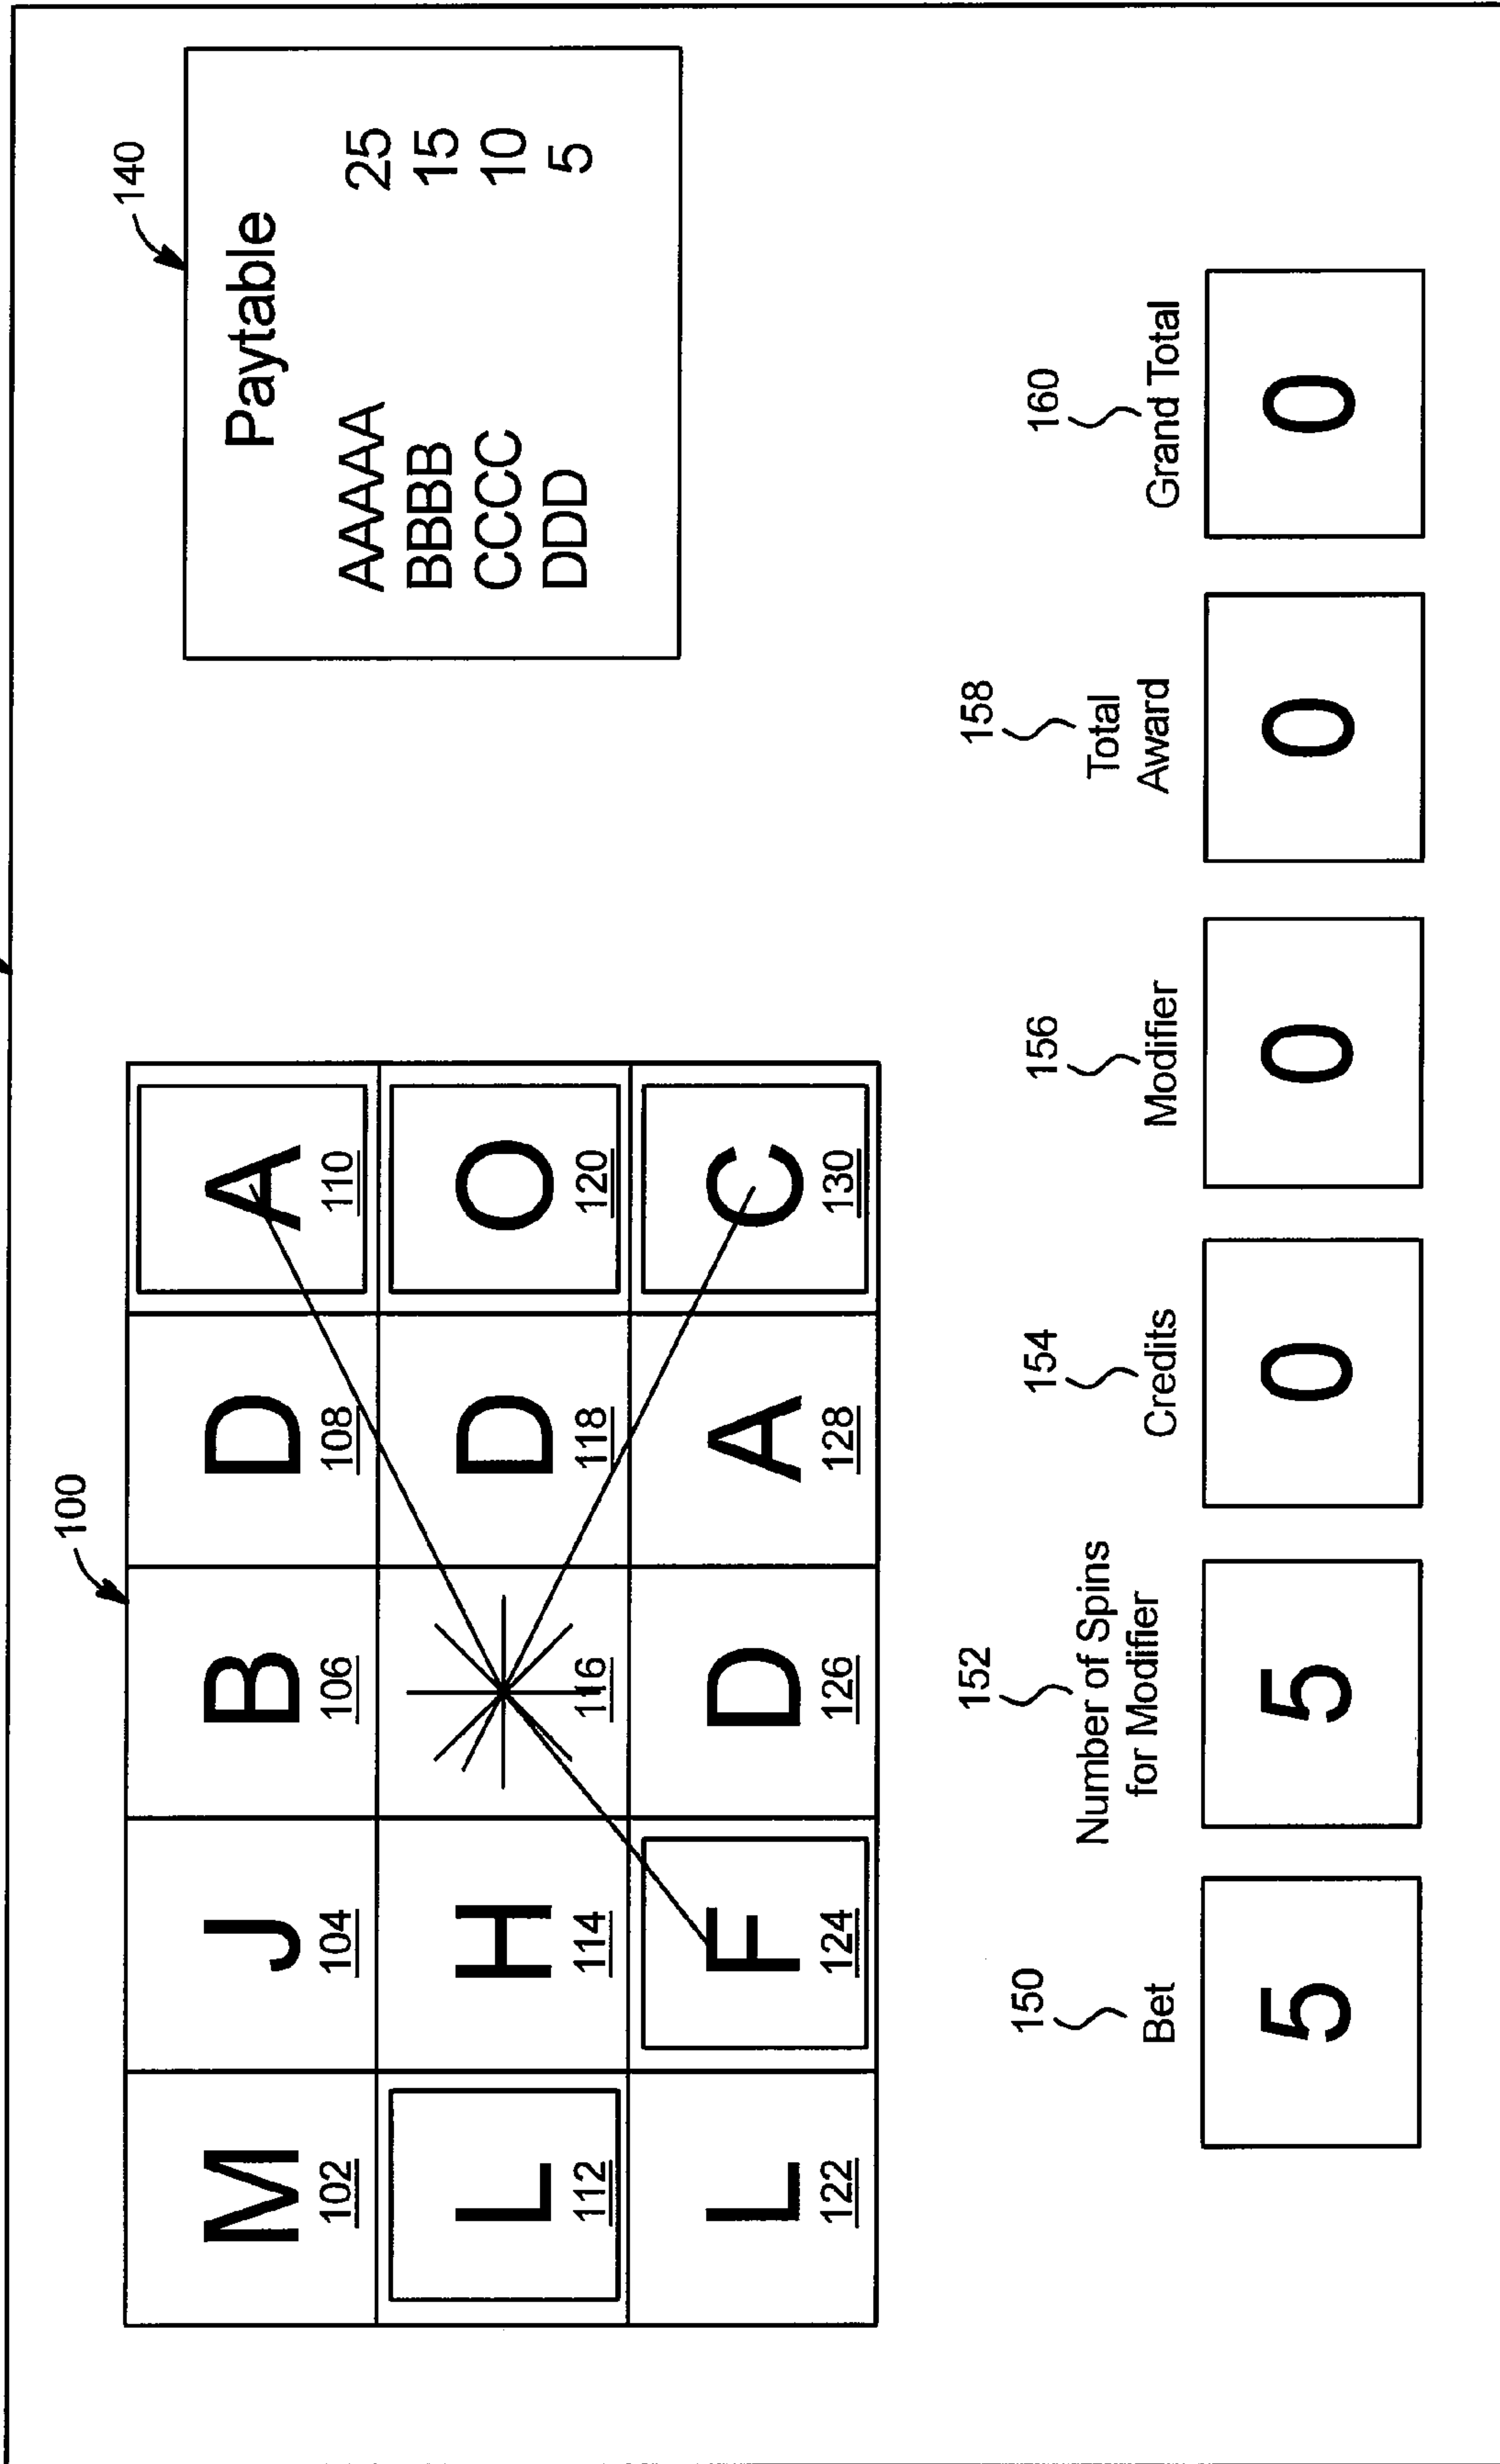 100
M J B D A
102 104 106 108 110
L H D O
112 114 116 118 120
L F D A C
122 124 126 128 130
140
Paytable
AAAAA 25
BBBB 15
CCCC 10
DDD 5
150
Bet
5
152
Number of Spins
for Modifier
5
154
Credits
0
156
Modifier
0
158
Total
Award
0
160
Grand Total
0